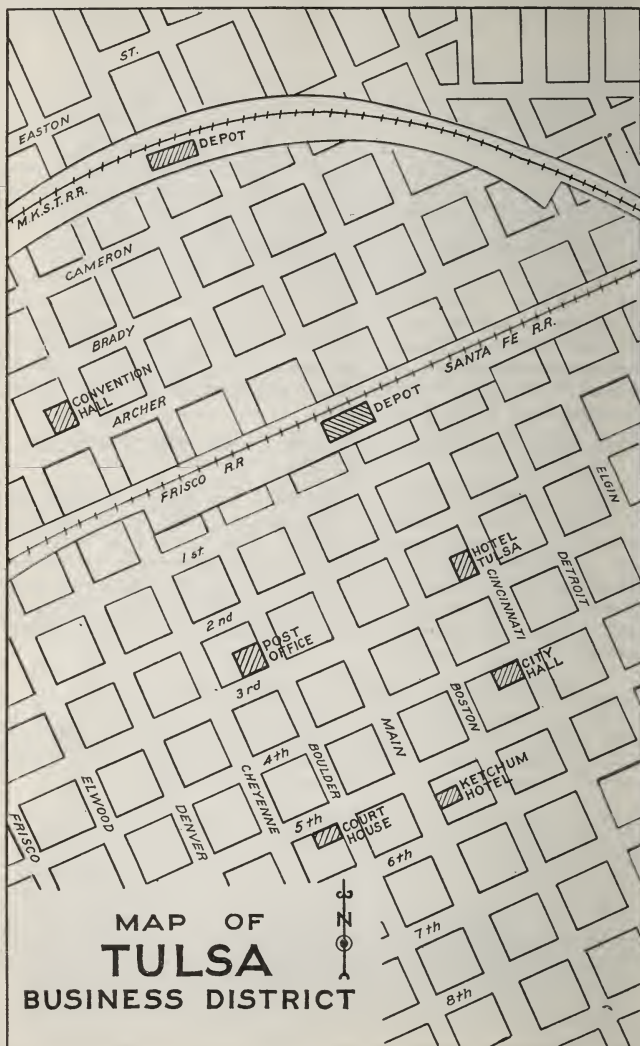 ST.
EASTON
DEPOT
M.K.S.T.R.R.
CAMERON
BRADY
CONVENTION
HALL
ARCHER
SANTA FE R.R.
DEPOT
FRISCO R.R
ELGIN
1st.
HOTEL
TULSA
DETROIT
CINCINNATI
2nd
POST
OFFICE
3rd
CITY
HALL
BOSTON
MAIN
4th
BOULDER
CHEYENNE
KETCHUM
HOTEL
ELWOOD
DENVER
FRISCO
5th
COURT
HOUSE
6th
N
MAP OF
TULSA
BUSINESS DISTRICT
7th
8th